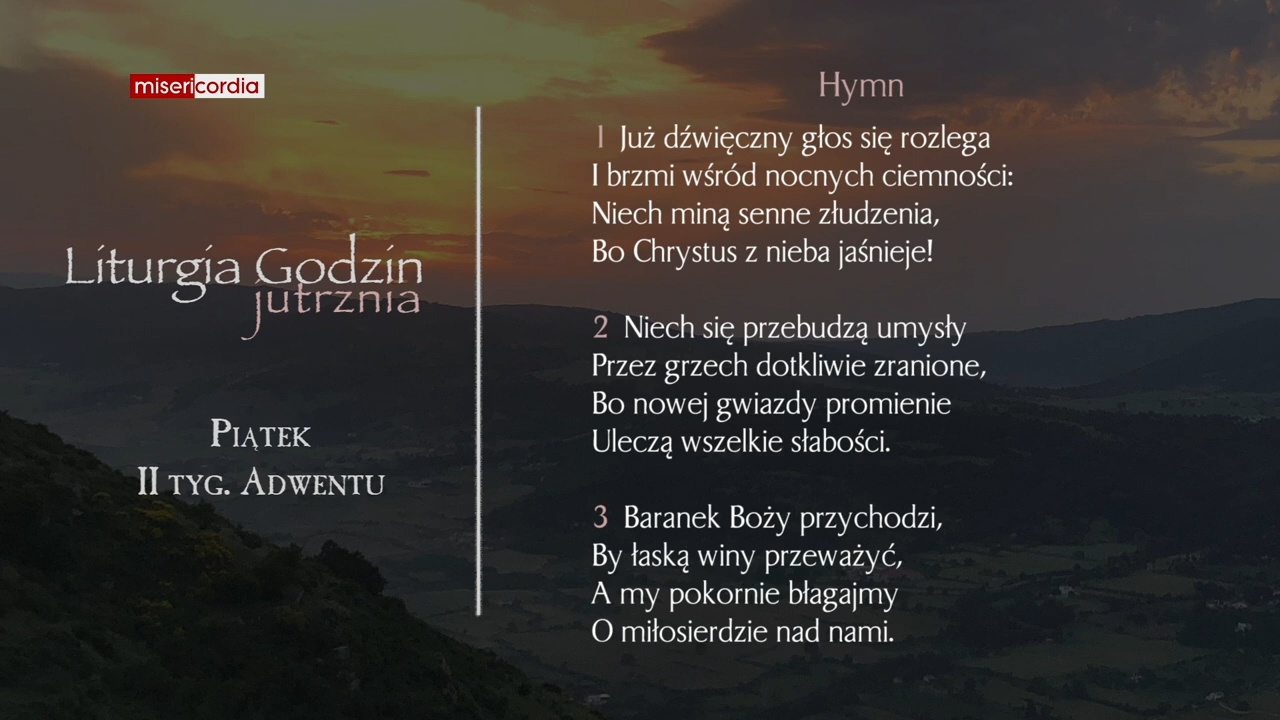 misericordia
Liturgia Godzin
jutrznia
Piątek
II tyg. Adwentu
Hymn
1 Już dźwięczny głos się rozlega
I brzmi wśród nocnych ciemności:
Niech miną senne złudzenia,
Bo Chrystus z nieba jaśnieje!
2 Niech się przebudzą umysły
Przez grzech dotkliwie zranione,
Bo nowej gwiazdy promienie
Uleczą wszelkie słabości.
3 Baranek Boży przychodzi,
By łaską winy przeważyć,
A my pokornie błagajmy
O miłosierdzie nad nami.